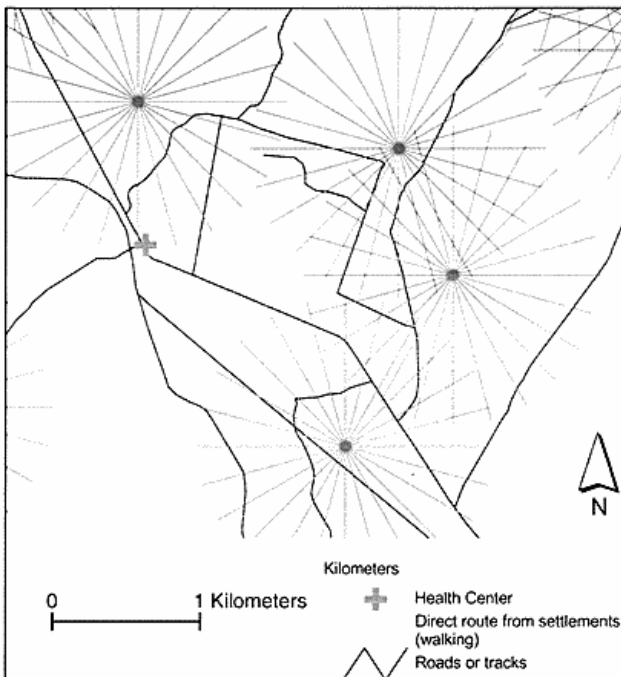 N
Kilometers
0 1 Kilometers
Health Center
Direct route from settlements
(walking)
Roads or tracks